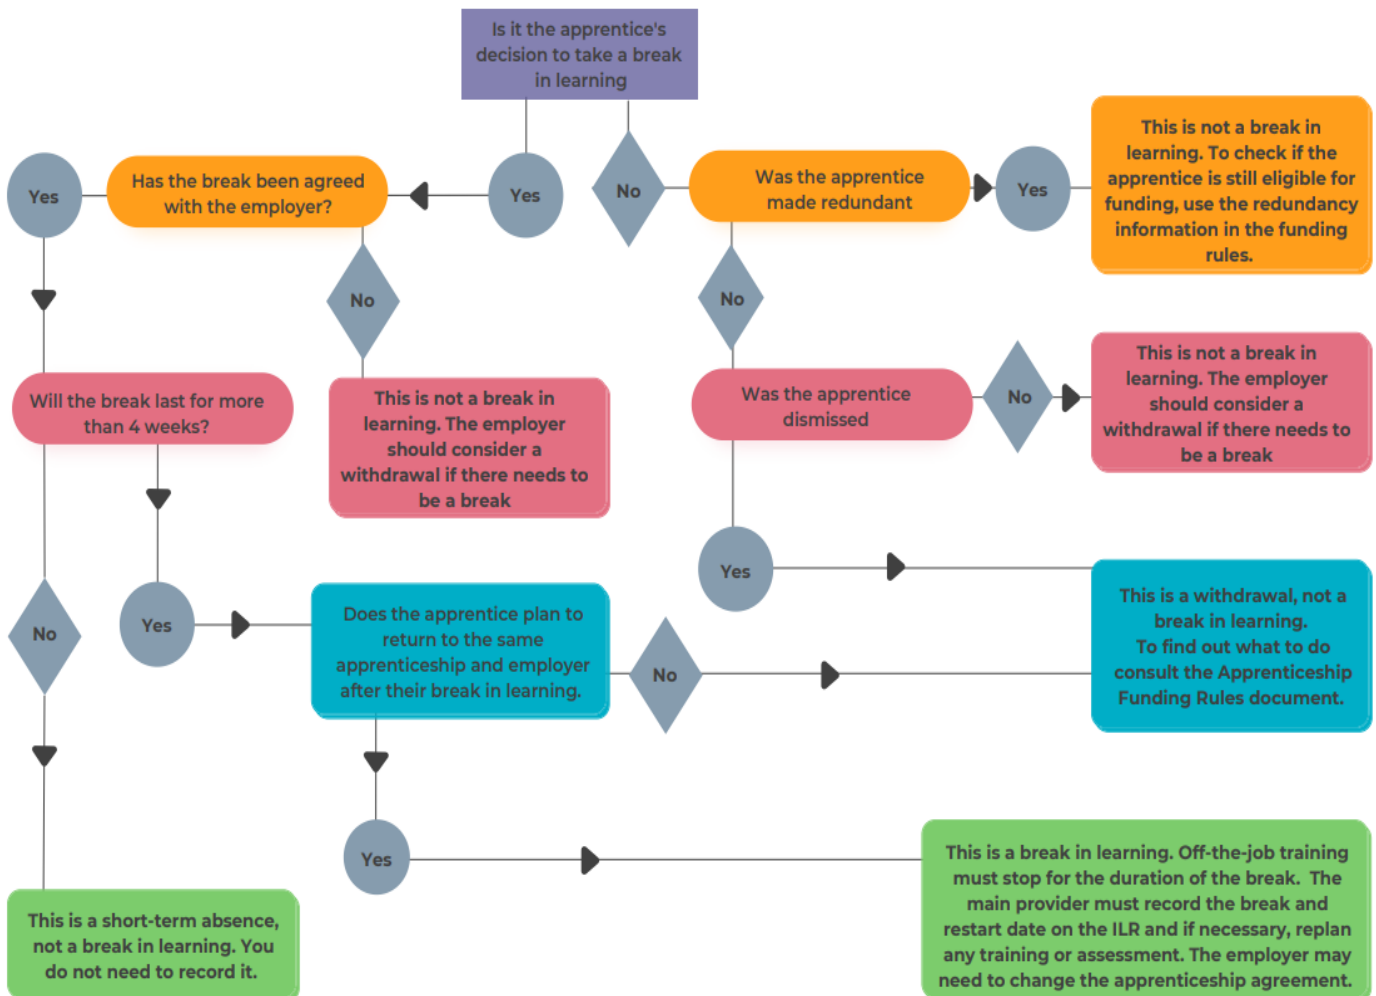 Is it the apprentice's
decision to take a break
in learning
Yes
Has the break been agreed
with the employer?
Yes
No
Was the apprentice
made redundant
Yes
This is not a break in
learning. To check if the
apprentice is still eligible for
funding, use the redundancy
information in the funding
rules.
No
No
Will the break last for more
than 4 weeks?
This is not a break in
learning. The employer
should consider a
withdrawal if there needs to
be a break
Was the apprentice
dismissed
No
This is not a break in
learning. The employer
should consider a
withdrawal if there needs to
be a break
Yes
No
Yes
Does the apprentice plan to
return to the same
apprenticeship and employer
after their break in learning.
No
This is a withdrawal, not a
break in learning.
To find out what to do
consult the Apprenticeship
Funding Rules document.
Yes
This is a short-term absence,
not a break in learning. You
do not need to record it.
This is a break in learning. Off-the-job training
must stop for the duration of the break. The
main provider must record the break and
restart date on the ILR and if necessary, replan
any training or assessment. The employer may
need to change the apprenticeship agreement.